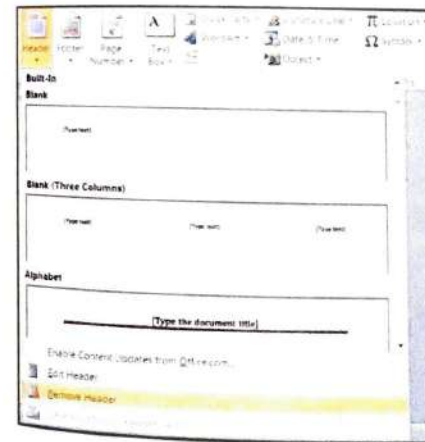 Header Footer Page Number Text Box
WordArt Date & Time Symbol
Object
Built-In
Blank
[Type text]
Blank (Three Columns)
[Type text] [Type text] [Type text]
Alphabet
[Type the document title]
Enable Content Updates from Office.com...
Edit Header
Remove Header